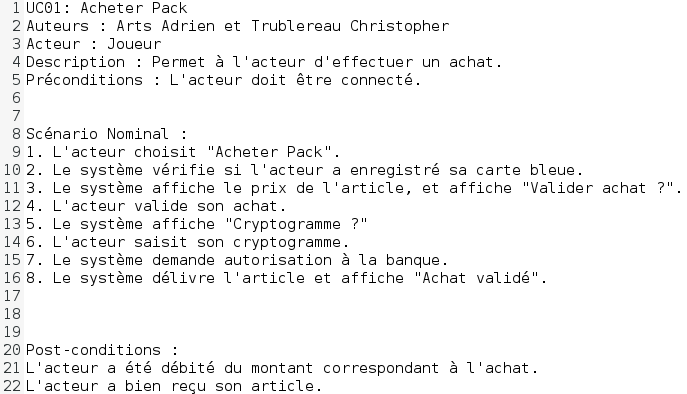 1 UC01: Acheter Pack
2 Auteurs : Arts Adrien et Trublereau Christopher
3 Acteur : Joueur
4 Description : Permet à l'acteur d'effectuer un achat.
5 Préconditions : L'acteur doit être connecté.
6
7
8 Scénario Nominal :
9 1. L'acteur choisit "Acheter Pack".
10 2. Le système vérifie si l'acteur a enregistré sa carte bleue.
11 3. Le système affiche le prix de l'article, et affiche "Valider achat ?".
12 4. L'acteur valide son achat.
13 5. Le système affiche "Cryptogramme ?"
14 6. L'acteur saisit son cryptogramme.
15 7. Le système demande autorisation à la banque.
16 8. Le système délivre l'article et affiche "Achat validé".
17
18
19
20 Post-conditions :
21 L'acteur a été débité du montant correspondant à l'achat.
22 L'acteur a bien reçu son article.